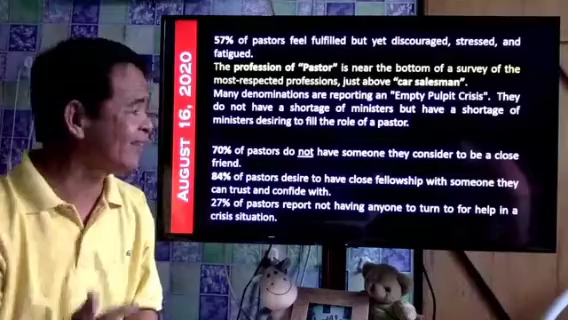 AUGUST 16, 2020
57% of pastors feel fulfilled but yet discouraged, stressed, and
fatigued.
The profession of "Pastor" is near the bottom of a survey of the
most-respected professions, just above "car salesman".
Many denominations are reporting an "Empty Pulpit Crisis". They
do not have a shortage of ministers but have a shortage of
ministers desiring to fill the role of a pastor.
70% of pastors do not have someone they consider to be a close
friend.
84% of pastors desire to have close fellowship with someone they
can trust and confide with.
27% of pastors report not having anyone to turn to for help in a
crisis situation.